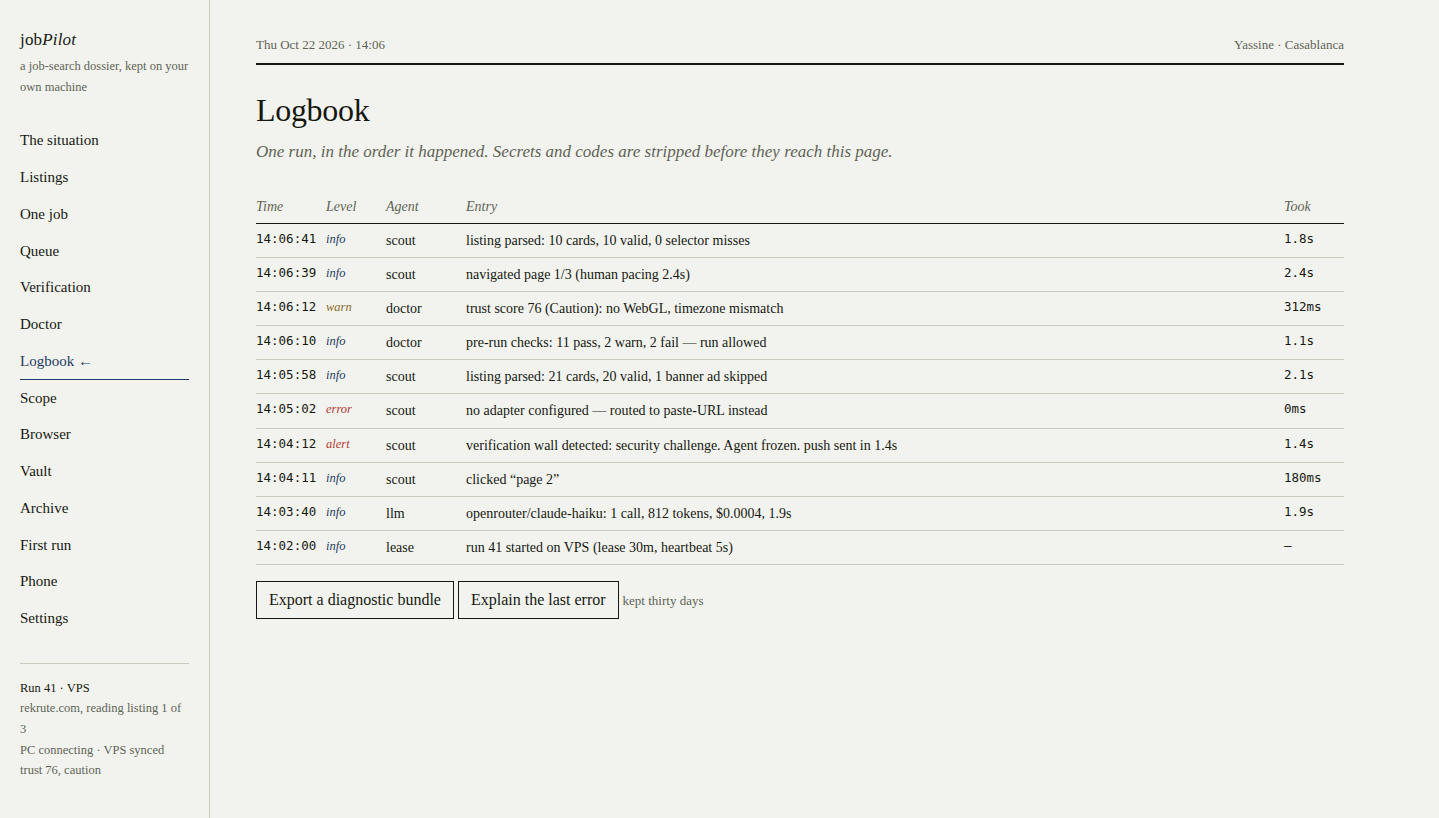 jobPilot
a job-search dossier, kept on your
own machine
The situation
Listings
One job
Queue
Verification
Doctor
Logbook ←
Scope
Browser
Vault
Archive
First run
Phone
Settings
Run 41 · VPS
rekrute.com, reading listing 1 of
3
PC connecting · VPS synced
trust 76, caution
Thu Oct 22 2026 · 14:06 Yassine · Casablanca
Logbook
One run, in the order it happened. Secrets and codes are stripped before they reach this page.
Time Level Agent Entry Took
14:06:41 info scout listing parsed: 10 cards, 10 valid, 0 selector misses 1.8s
14:06:39 info scout navigated page 1/3 (human pacing 2.4s) 2.4s
14:06:12 warn doctor trust score 76 (Caution): no WebGL, timezone mismatch 312ms
14:06:10 info doctor pre-run checks: 11 pass, 2 warn, 2 fail — run allowed 1.1s
14:05:58 info scout listing parsed: 21 cards, 20 valid, 1 banner ad skipped 2.1s
14:05:02 error scout no adapter configured — routed to paste-URL instead 0ms
14:04:12 alert scout verification wall detected: security challenge. Agent frozen. push sent in 1.4s 1.4s
14:04:11 info scout clicked “page 2” 180ms
14:03:40 info llm openrouter/claude-haiku: 1 call, 812 tokens, $0.0004, 1.9s 1.9s
14:02:00 info lease run 41 started on VPS (lease 30m, heartbeat 5s) —
Export a diagnostic bundle Explain the last error kept thirty days